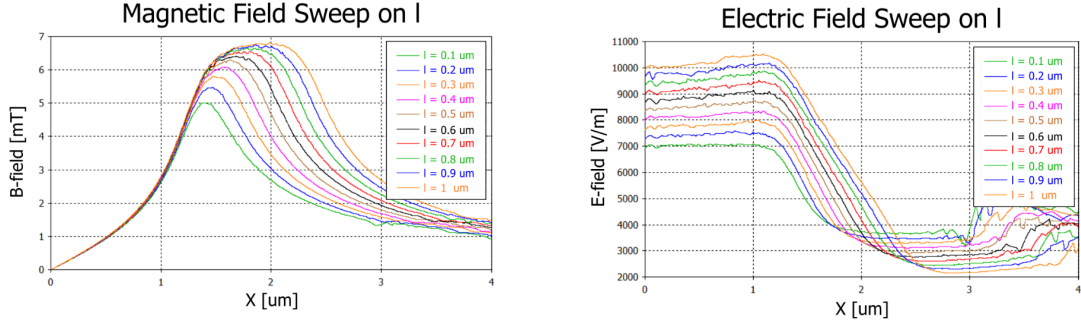 Magnetic Field Sweep on l
7
6
5
4
3
2
1
0
B-field [mT]
0 1 2 3 4
X [um]
l = 0.1 um
l = 0.2 um
l = 0.3 um
l = 0.4 um
l = 0.5 um
l = 0.6 um
l = 0.7 um
l = 0.8 um
l = 0.9 um
l = 1 um
Electric Field Sweep on l
11000
10000
9000
8000
7000
6000
5000
4000
3000
2000
E-field [V/m]
0 1 2 3 4
X [um]
l = 0.1 um
l = 0.2 um
l = 0.3 um
l = 0.4 um
l = 0.5 um
l = 0.6 um
l = 0.7 um
l = 0.8 um
l = 0.9 um
l = 1 um